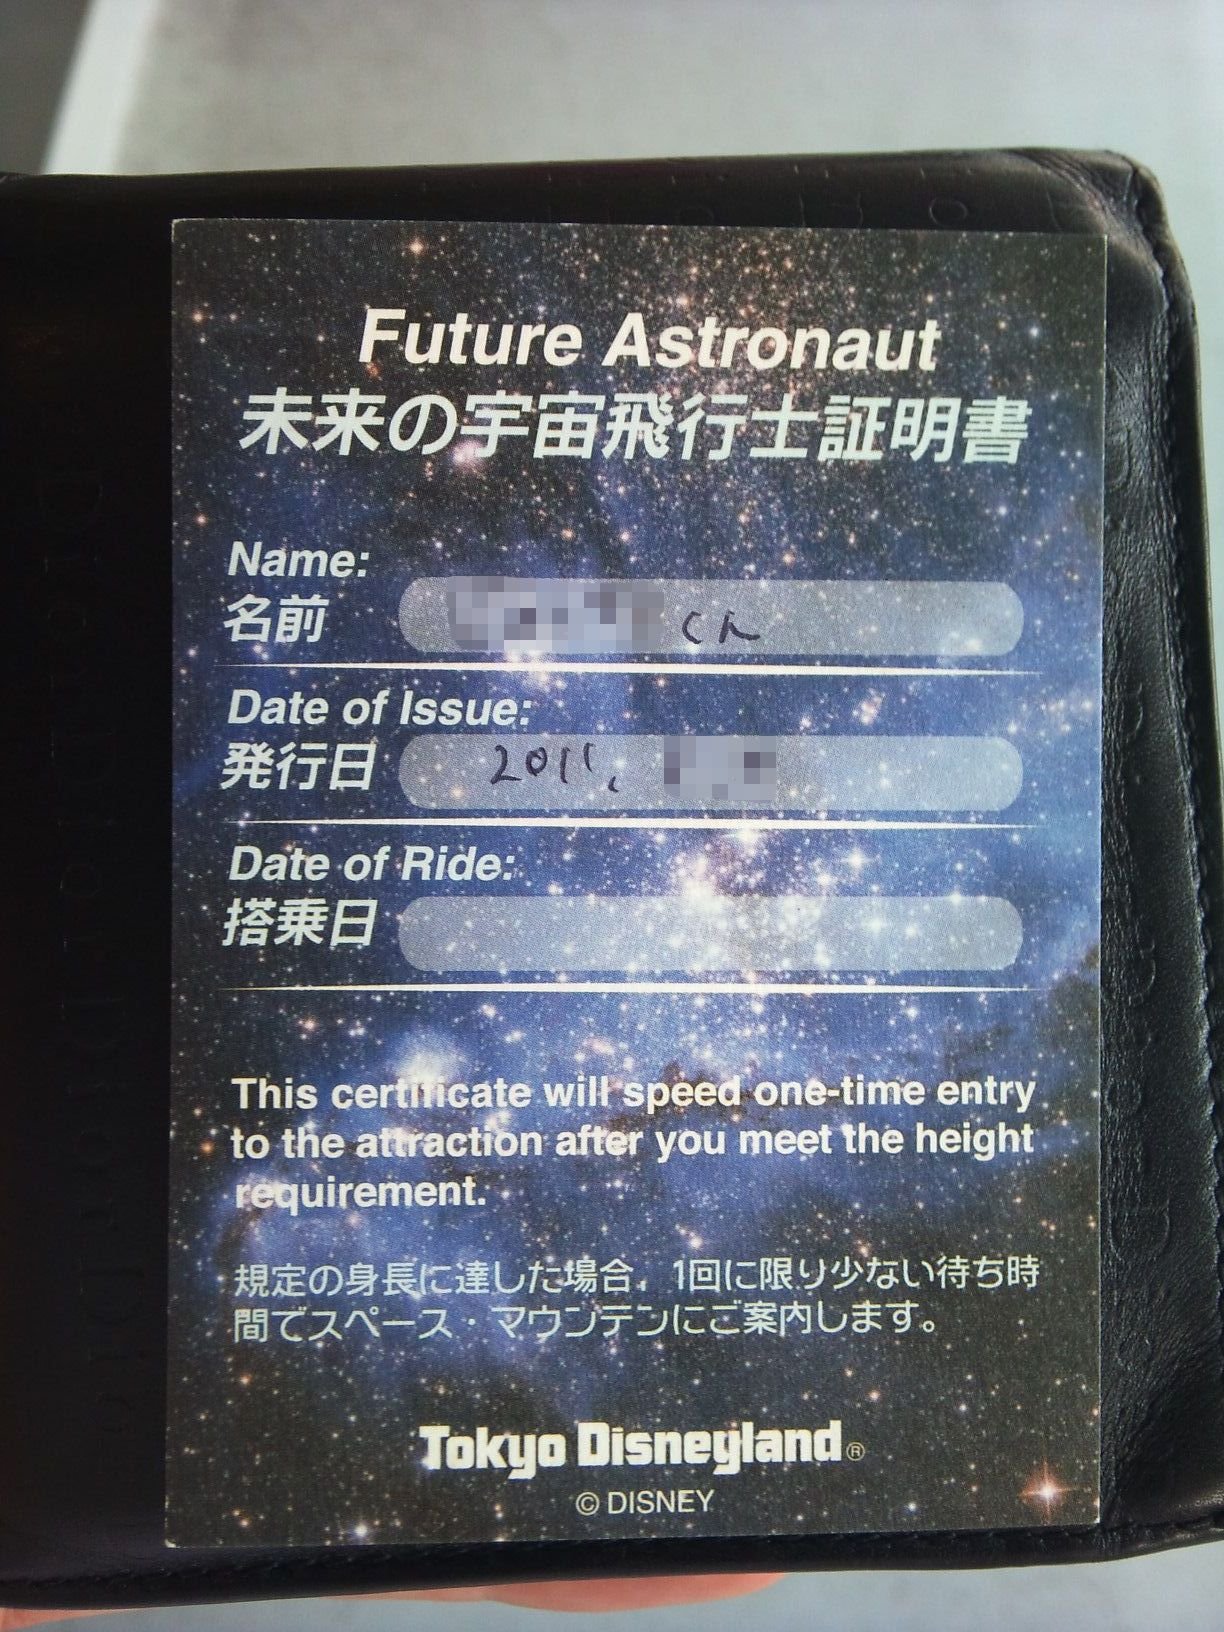 Future Astronaut
未来の宇宙飛行士証明書
Name:
名前 くん
Date of Issue:
発行日 2011.
Date of Ride:
搭乗日
This certificate will speed one-time entry
to the attraction after you meet the height
requirement.
規定の身長に達した場合、1回に限り少ない待ち時
間でスペース・マウンテンにご案内します。
Tokyo Disneyland®
© DISNEY